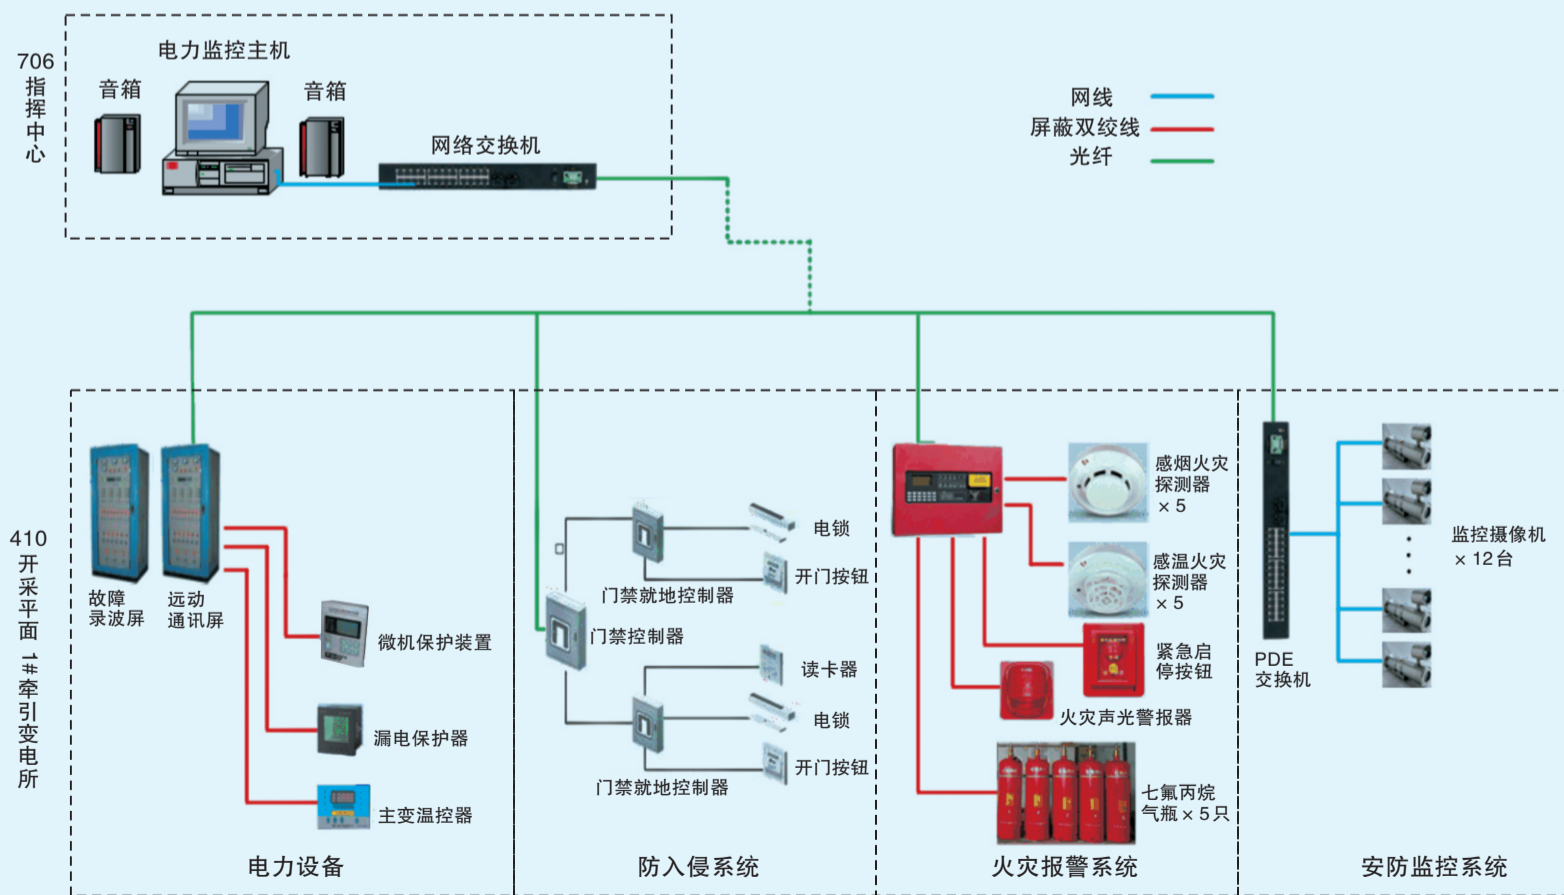 706
指挥中心
电力监控主机
音箱
音箱
网络交换机
网线
屏蔽双绞线
光纤
410
开采平面
1#牵引变电所
故障
录波屏
远动
通讯屏
微机保护装置
漏电保护器
主变温控器
电力设备
门禁控制器
门禁就地控制器
电锁
开门按钮
读卡器
电锁
开门按钮
门禁就地控制器
防入侵系统
感烟火灾
探测器
×5
感温火灾
探测器
×5
紧急启
停按钮
火灾声光警报器
七氟丙烷
气瓶×5只
火灾报警系统
PDE
交换机
监控摄像机
×12台
安防监控系统